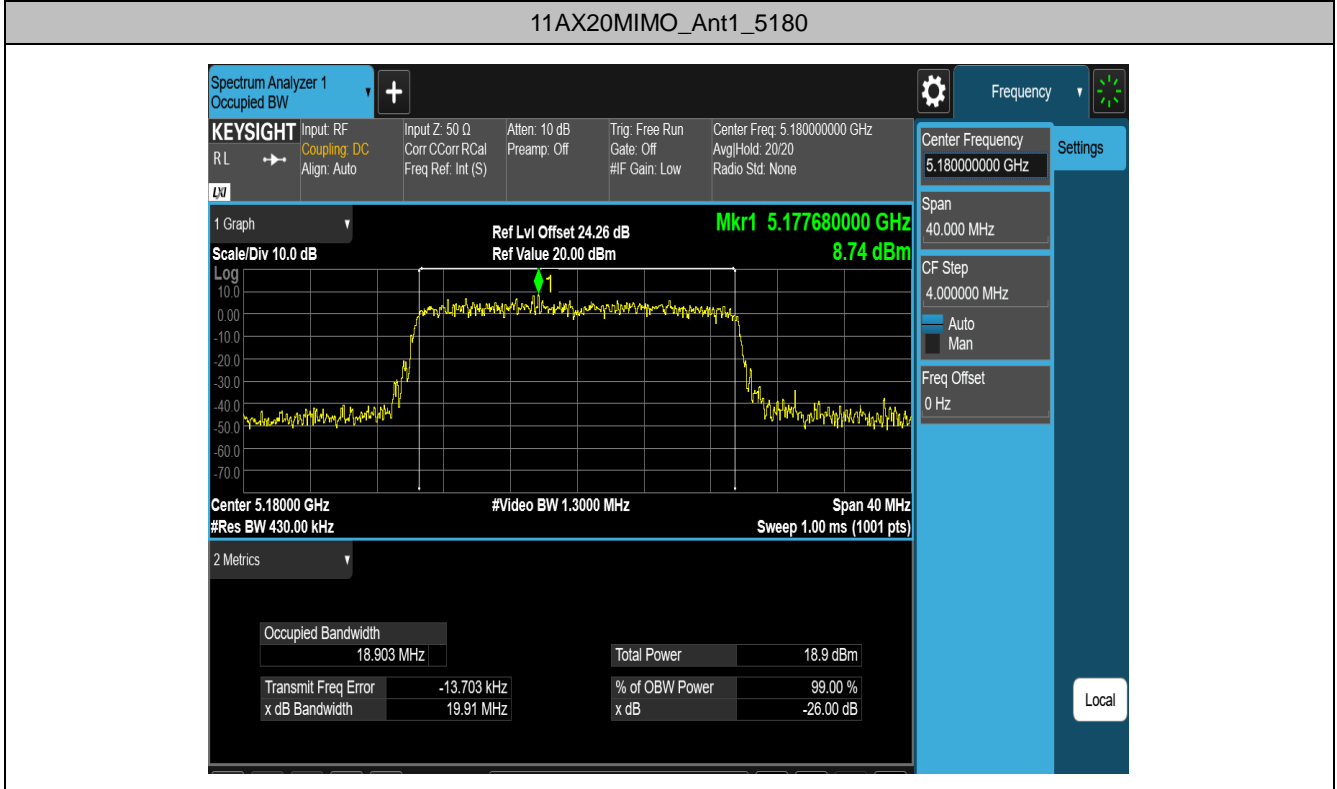 11AX20MIMO_Ant1_5180
Spectrum Analyzer 1
Occupied BW
Frequency
KEYSIGHT
RL
LXI
Input: RF
Coupling: DC
Align: Auto
Input Z: 50 Ω
Corr CCorr RCal
Freq Ref: Int (S)
Atten: 10 dB
Preamp: Off
Trig: Free Run
Gate: Off
#IF Gain: Low
Center Freq: 5.180000000 GHz
Avg|Hold: 20/20
Radio Std: None
Center Frequency
5.180000000 GHz
Settings
Span
40.000 MHz
CF Step
4.000000 MHz
Auto
Man
Freq Offset
0 Hz
Local
1 Graph
Scale/Div 10.0 dB
Ref Lvl Offset 24.26 dB
Ref Value 20.00 dBm
Mkr1 5.177680000 GHz
8.74 dBm
Log
1
10.0
0.00
-10.0
-20.0
-30.0
-40.0
-50.0
-60.0
-70.0
Center 5.18000 GHz
#Video BW 1.3000 MHz
Span 40 MHz
#Res BW 430.00 kHz
Sweep 1.00 ms (1001 pts)
2 Metrics
Occupied Bandwidth
18.903 MHz
Total Power 18.9 dBm
Transmit Freq Error -13.703 kHz
% of OBW Power 99.00 %
x dB Bandwidth 19.91 MHz
x dB -26.00 dB